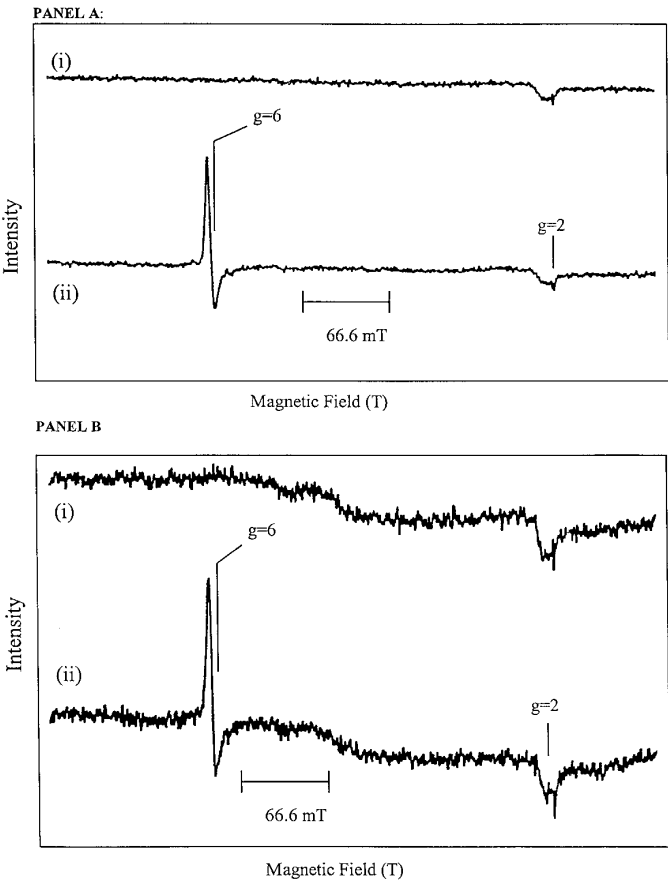 PANEL A:
(i)
g=6
Intensity
g=2
(ii)
66.6 mT
Magnetic Field (T)
PANEL B
(i)
g=6
Intensity
(ii)
g=2
66.6 mT
Magnetic Field (T)